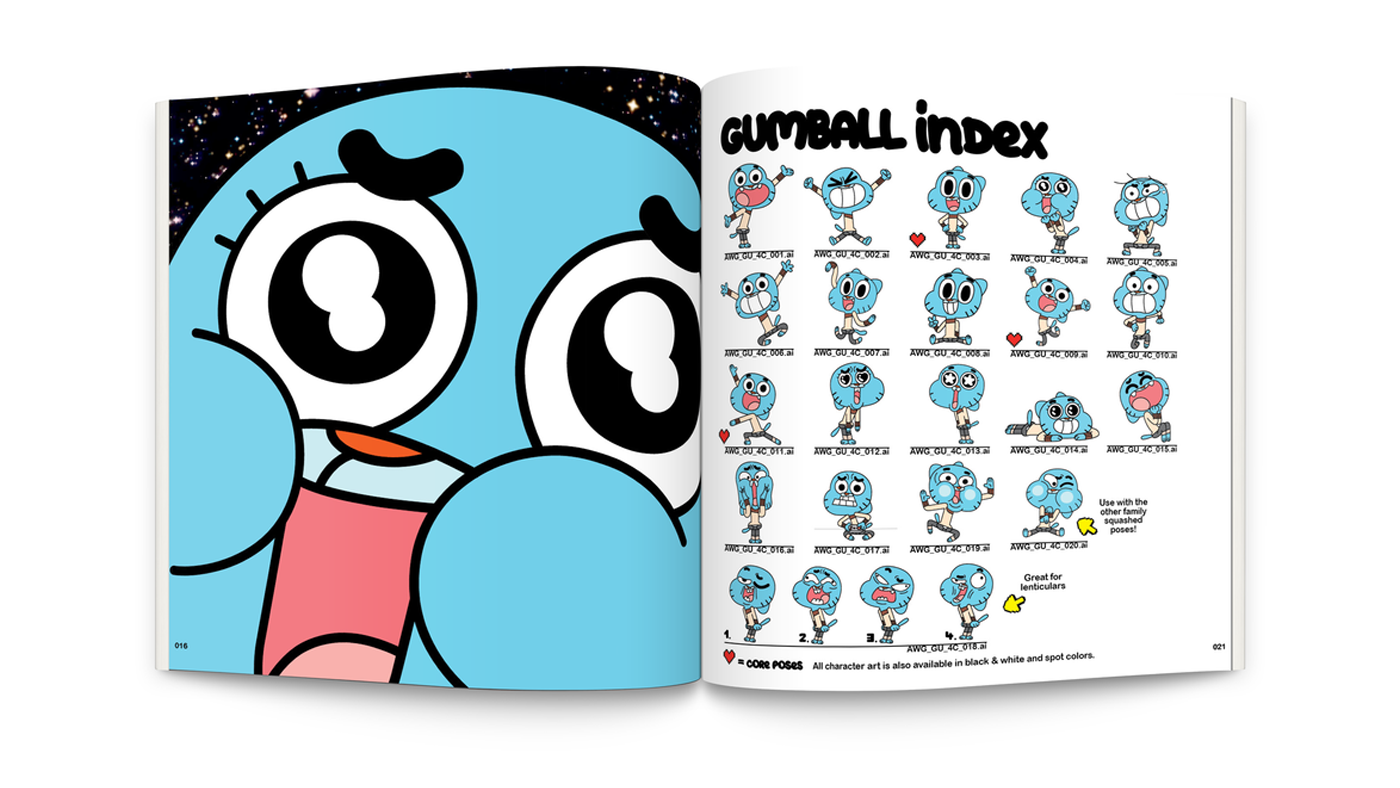 GUMBALL inDEX
AWG_GU_4C_001.ai
AWG_GU_4C_002.ai
AWG_GU_4C_003.ai
AWG_GU_4C_004.ai
AWG_GU_4C_005.ai
AWG_GU_4C_006.ai
AWG_GU_4C_007.ai
AWG_GU_4C_008.ai
AWG_GU_4C_009.ai
AWG_GU_4C_010.ai
AWG_GU_4C_011.ai
AWG_GU_4C_012.ai
AWG_GU_4C_013.ai
AWG_GU_4C_014.ai
AWG_GU_4C_015.ai
Use with the
other family
squashed
poses!
AWG_GU_4C_016.ai
AWG_GU_4C_017.ai
AWG_GU_4C_019.ai
AWG_GU_4C_020.ai
Great for
lenticulars
1.
2.
3.
4.
AWG_GU_4C_018.ai
= CORE POSES
All character art is also available in black & white and spot colors.
016
021